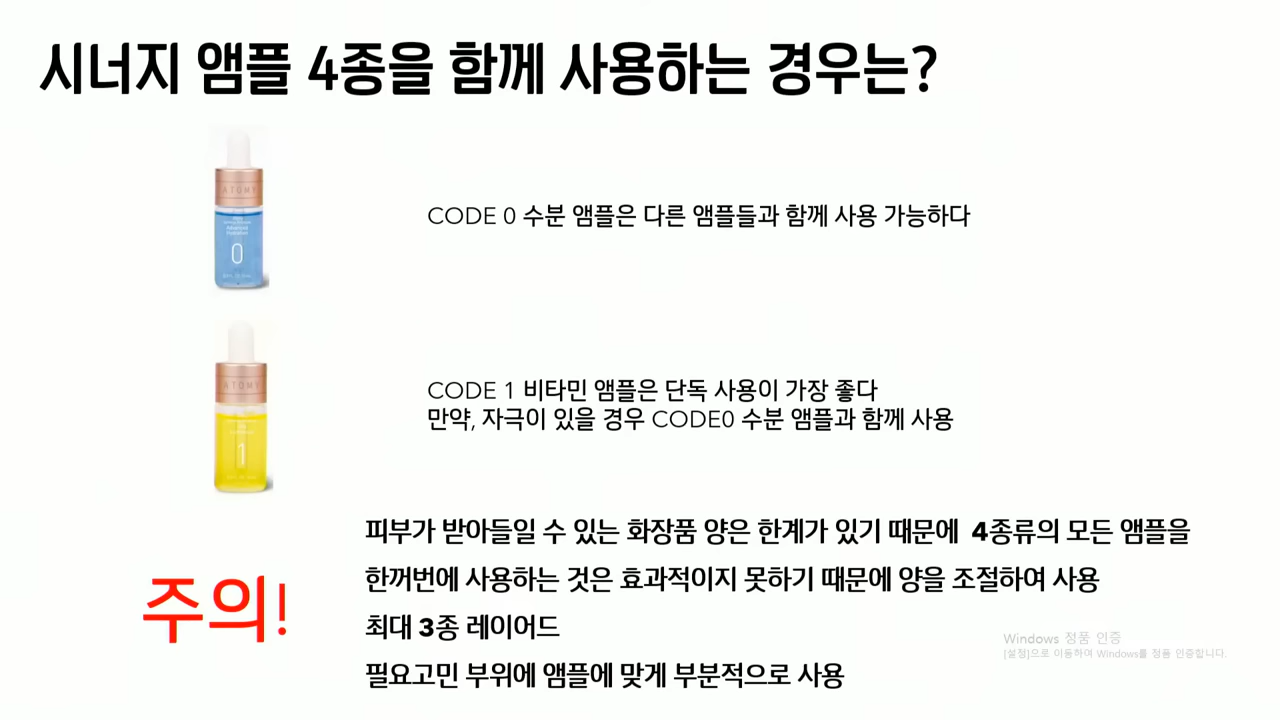 시너지 앰플 4종을 함께 사용하는 경우는?
ATOMY
0
CODE 0 수분 앰플은 다른 앰플들과 함께 사용 가능하다
ATOMY
1
CODE 1 비타민 앰플은 단독 사용이 가장 좋다
만약, 자극이 있을 경우 CODE0 수분 앰플과 함께 사용
주의!
피부가 받아들일 수 있는 화장품 양은 한계가 있기 때문에 4종류의 모든 앰플을
한꺼번에 사용하는 것은 효과적이지 못하기 때문에 양을 조절하여 사용
최대 3종 레이어드
필요고민 부위에 앰플에 맞게 부분적으로 사용
Windows 정품 인증
[설정]으로 이동하여 Windows를 정품 인증합니다.